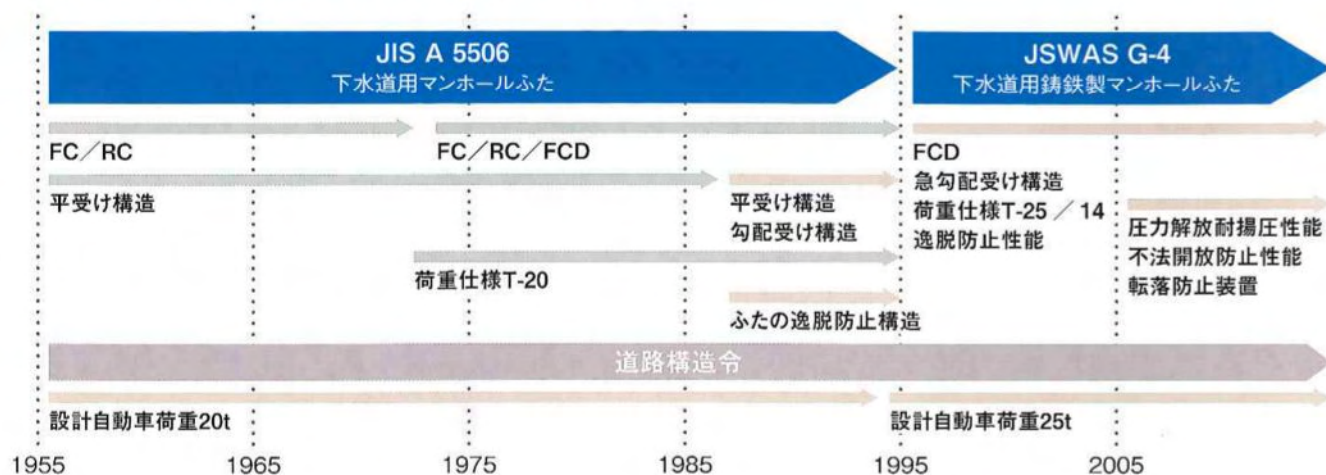 JIS A 5506
下水道用マンホールふた
JSWAS G-4
下水道用鋳鉄製マンホールふた
FC／RC
FC／RC／FCD
FCD
平受け構造
平受け構造
勾配受け構造
急勾配受け構造
荷重仕様T-25 ／ 14
逸脱防止性能
圧力解放耐揚圧性能
不法開放防止性能
転落防止装置
荷重仕様T-20
ふたの逸脱防止構造
道路構造令
設計自動車荷重20t
設計自動車荷重25t
1955
1965
1975
1985
1995
2005